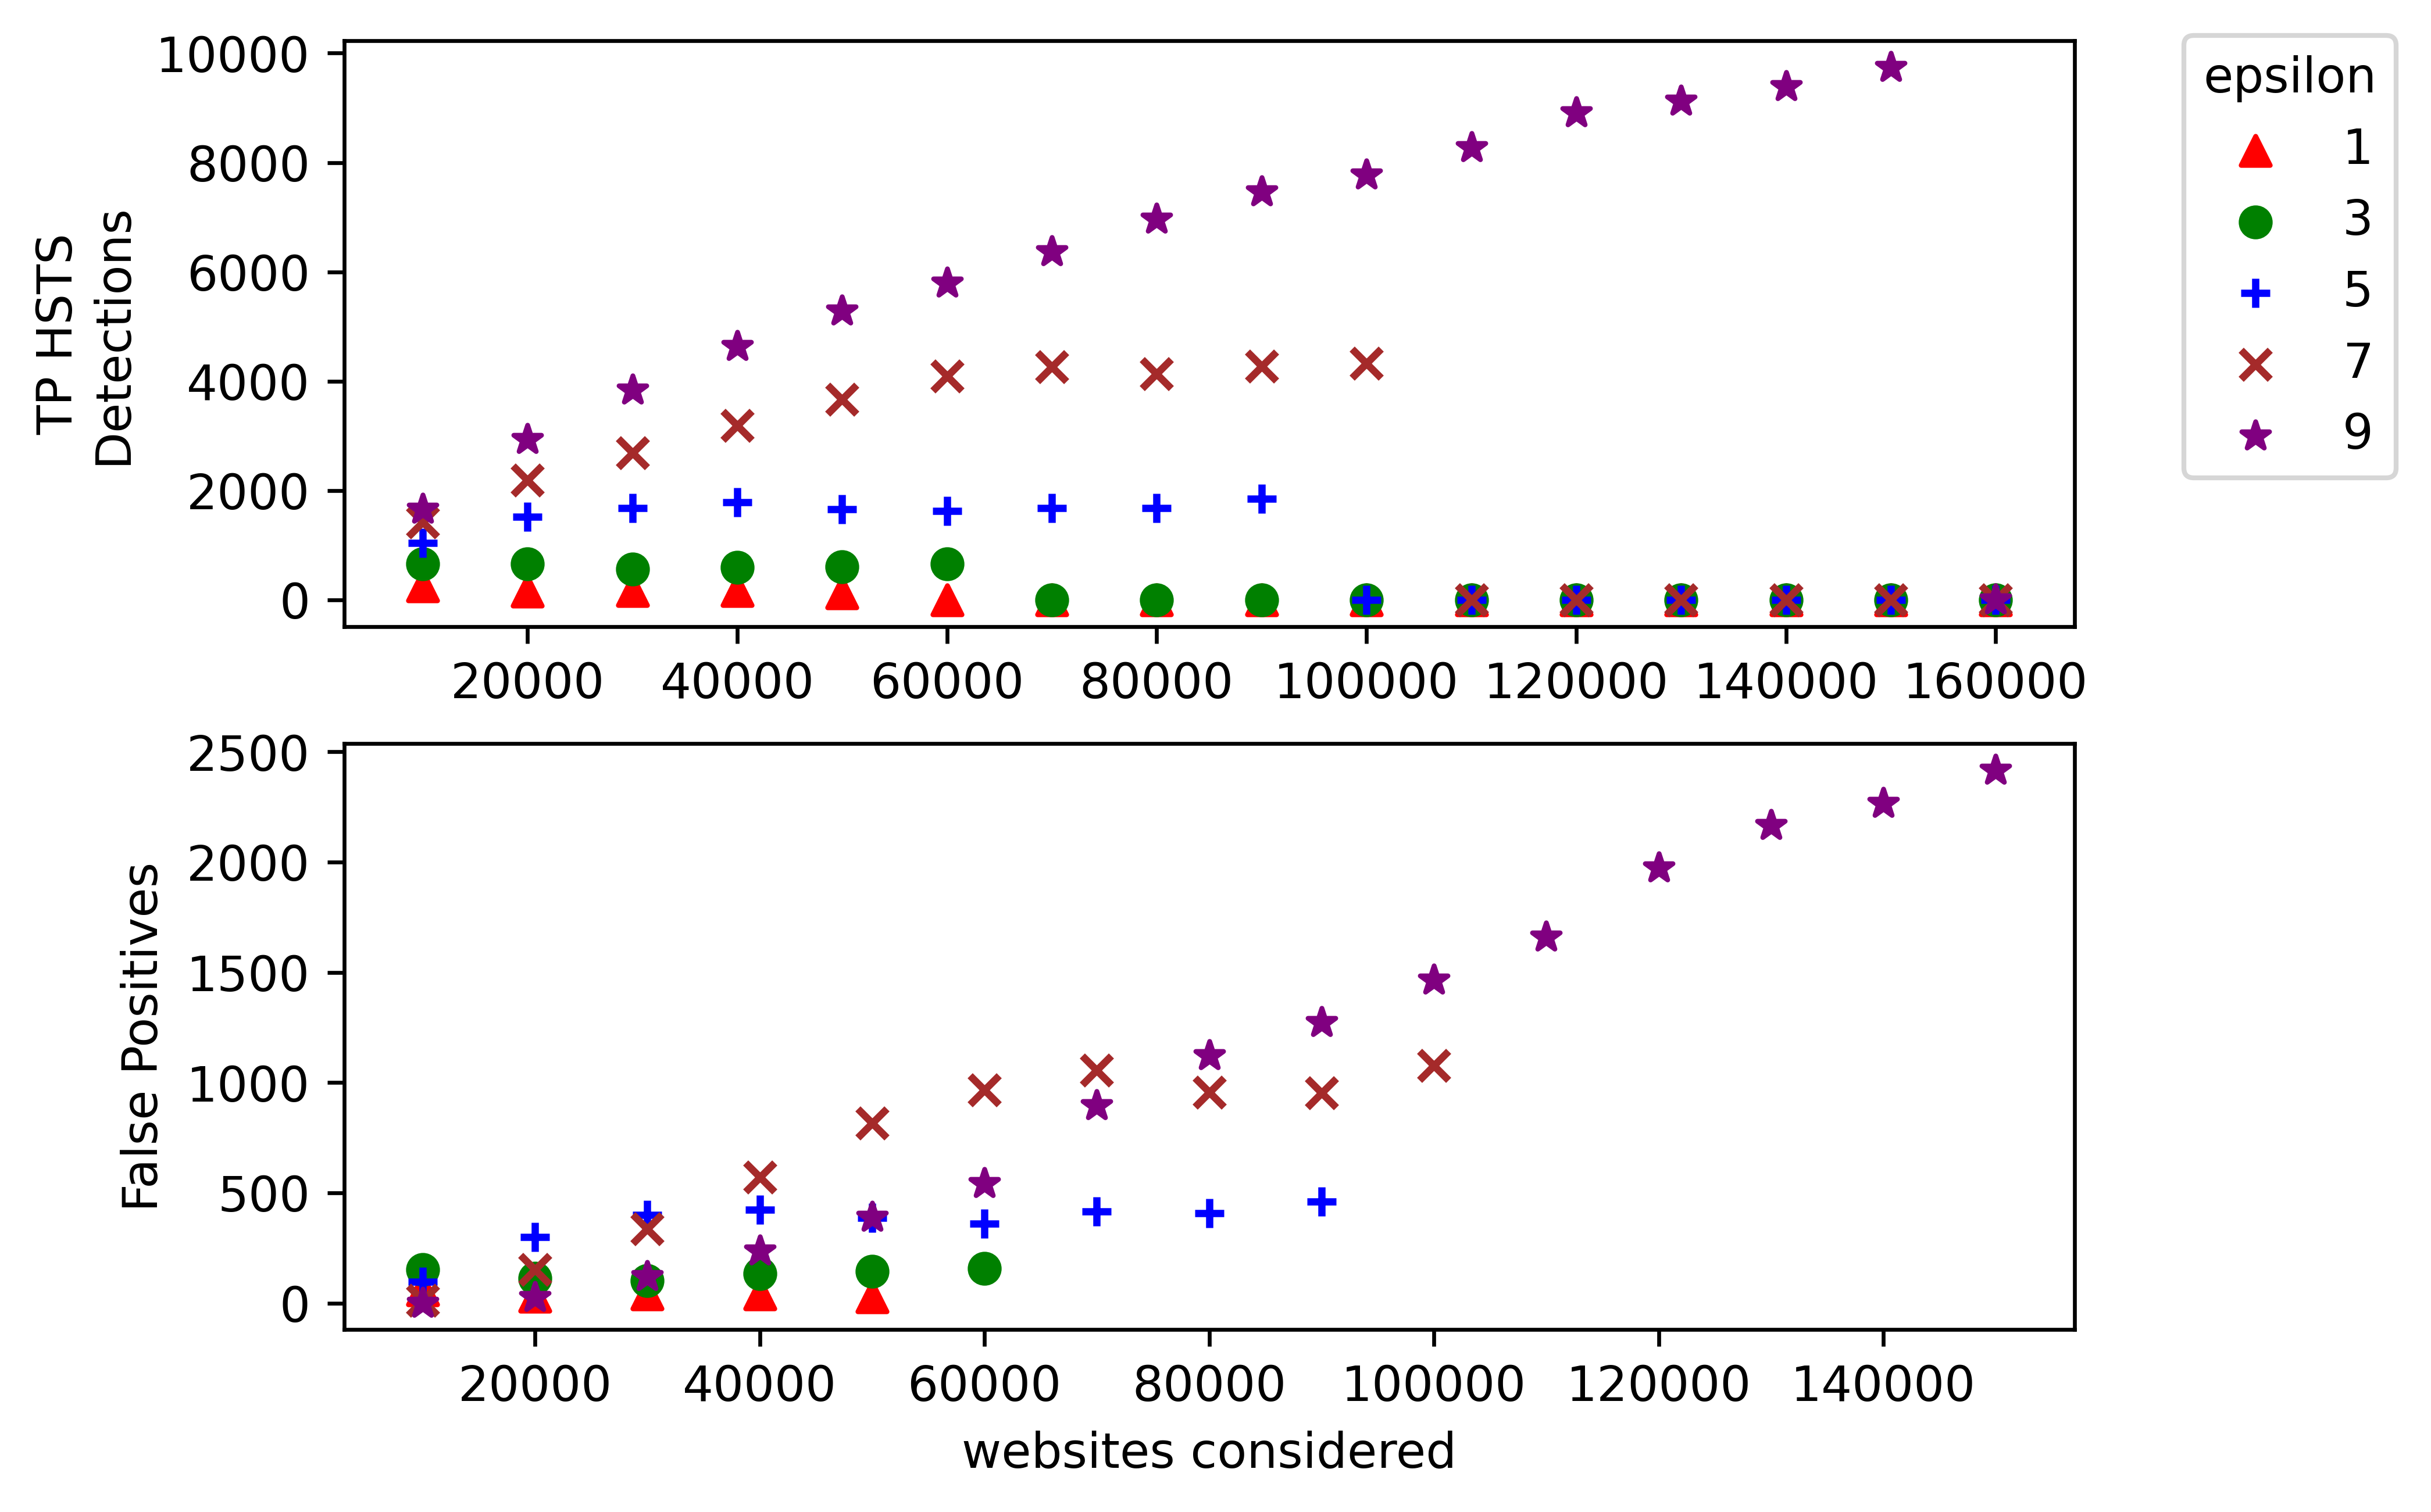 TP HSTS
Detections
10000
8000
6000
4000
2000
0
20000 40000 60000 80000 100000 120000 140000 160000
epsilon
1
3
5
7
9
False Positives
2500
2000
1500
1000
500
0
20000 40000 60000 80000 100000 120000 140000
websites considered